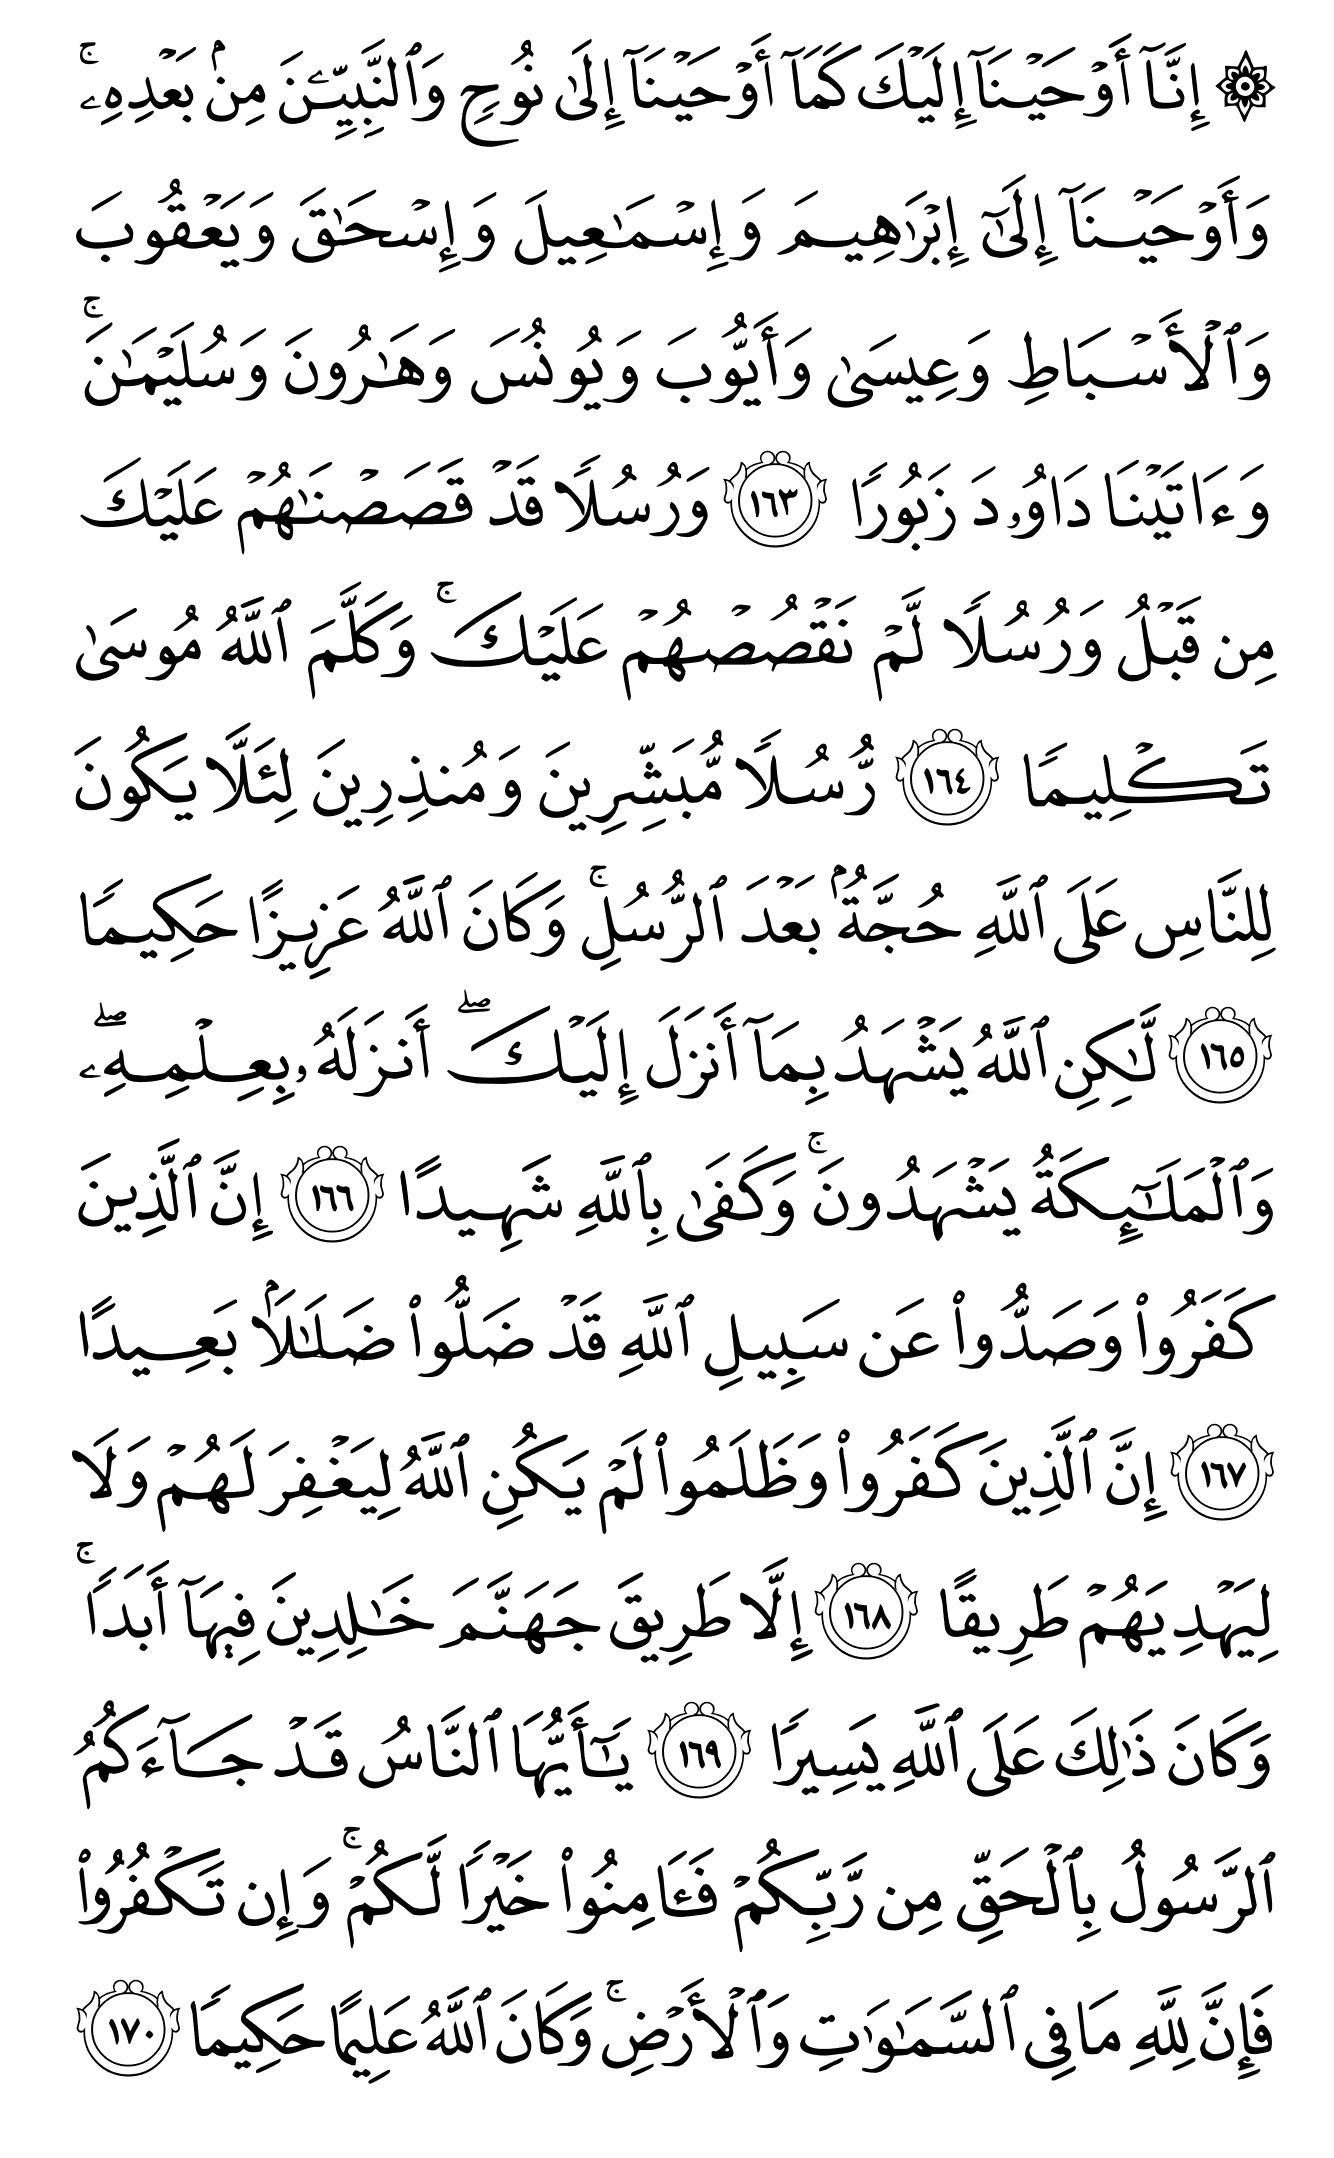 ۞ إِنَّآ أَوۡحَيۡنَآ إِلَيۡكَ كَمَآ أَوۡحَيۡنَآ إِلَىٰ نُوحٖ وَٱلنَّبِيِّـۧنَ مِنۢ بَعۡدِهِۦۚ
وَأَوۡحَيۡنَآ إِلَىٰٓ إِبۡرَٰهِيمَ وَإِسۡمَٰعِيلَ وَإِسۡحَٰقَ وَيَعۡقُوبَ
وَٱلۡأَسۡبَاطِ وَعِيسَىٰ وَأَيُّوبَ وَيُونُسَ وَهَٰرُونَ وَسُلَيۡمَٰنَۚ
وَءَاتَيۡنَا دَاوُۥدَ زَبُورٗا ١٦٣ وَرُسُلٗا قَدۡ قَصَصۡنَٰهُمۡ عَلَيۡكَ
مِن قَبۡلُ وَرُسُلٗا لَّمۡ نَقۡصُصۡهُمۡ عَلَيۡكَۚ وَكَلَّمَ ٱللَّهُ مُوسَىٰ
تَكۡلِيمٗا ١٦٤ رُّسُلٗا مُّبَشِّرِينَ وَمُنذِرِينَ لِئَلَّا يَكُونَ
لِلنَّاسِ عَلَى ٱللَّهِ حُجَّةُۢ بَعۡدَ ٱلرُّسُلِۚ وَكَانَ ٱللَّهُ عَزِيزًا حَكِيمٗا
١٦٥ لَّٰكِنِ ٱللَّهُ يَشۡهَدُ بِمَآ أَنزَلَ إِلَيۡكَۖ أَنزَلَهُۥ بِعِلۡمِهِۦۖ
وَٱلۡمَلَٰٓئِكَةُ يَشۡهَدُونَۚ وَكَفَىٰ بِٱللَّهِ شَهِيدًا ١٦٦ إِنَّ ٱلَّذِينَ
كَفَرُواْ وَصَدُّواْ عَن سَبِيلِ ٱللَّهِ قَدۡ ضَلُّواْ ضَلَٰلَۢا بَعِيدًا
١٦٧ إِنَّ ٱلَّذِينَ كَفَرُواْ وَظَلَمُواْ لَمۡ يَكُنِ ٱللَّهُ لِيَغۡفِرَ لَهُمۡ وَلَا
لِيَهۡدِيَهُمۡ طَرِيقًا ١٦٨ إِلَّا طَرِيقَ جَهَنَّمَ خَٰلِدِينَ فِيهَآ أَبَدٗاۚ
وَكَانَ ذَٰلِكَ عَلَى ٱللَّهِ يَسِيرٗا ١٦٩ يَٰٓأَيُّهَا ٱلنَّاسُ قَدۡ جَآءَكُمُ
ٱلرَّسُولُ بِٱلۡحَقِّ مِن رَّبِّكُمۡ فَـَٔامِنُواْ خَيۡرٗا لَّكُمۡۚ وَإِن تَكۡفُرُواْ
فَإِنَّ لِلَّهِ مَا فِي ٱلسَّمَٰوَٰتِ وَٱلۡأَرۡضِۚ وَكَانَ ٱللَّهُ عَلِيمًا حَكِيمٗا ١٧٠